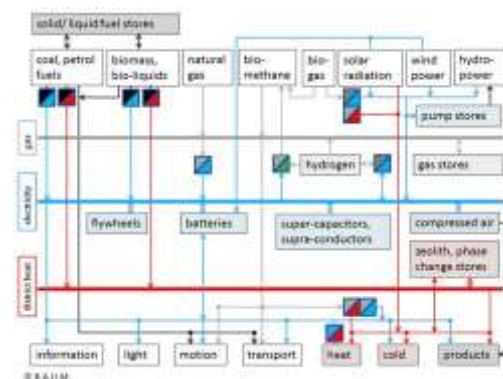 solid/ liquid fuel stores
coal, petrol
fuels
biomass,
bio-liquids
natural
gas
bio-
methane
bio-
gas
solar
radiation
wind
power
hydro-
power
pump stores
gas
hydrogen
gas stores
electricity
flywheels
batteries
super-capacitors,
supra-conductors
compressed air
zeolith, phase
change stores
district heat
information
light
motion
transport
heat
cold
products
© B.A.U.M.